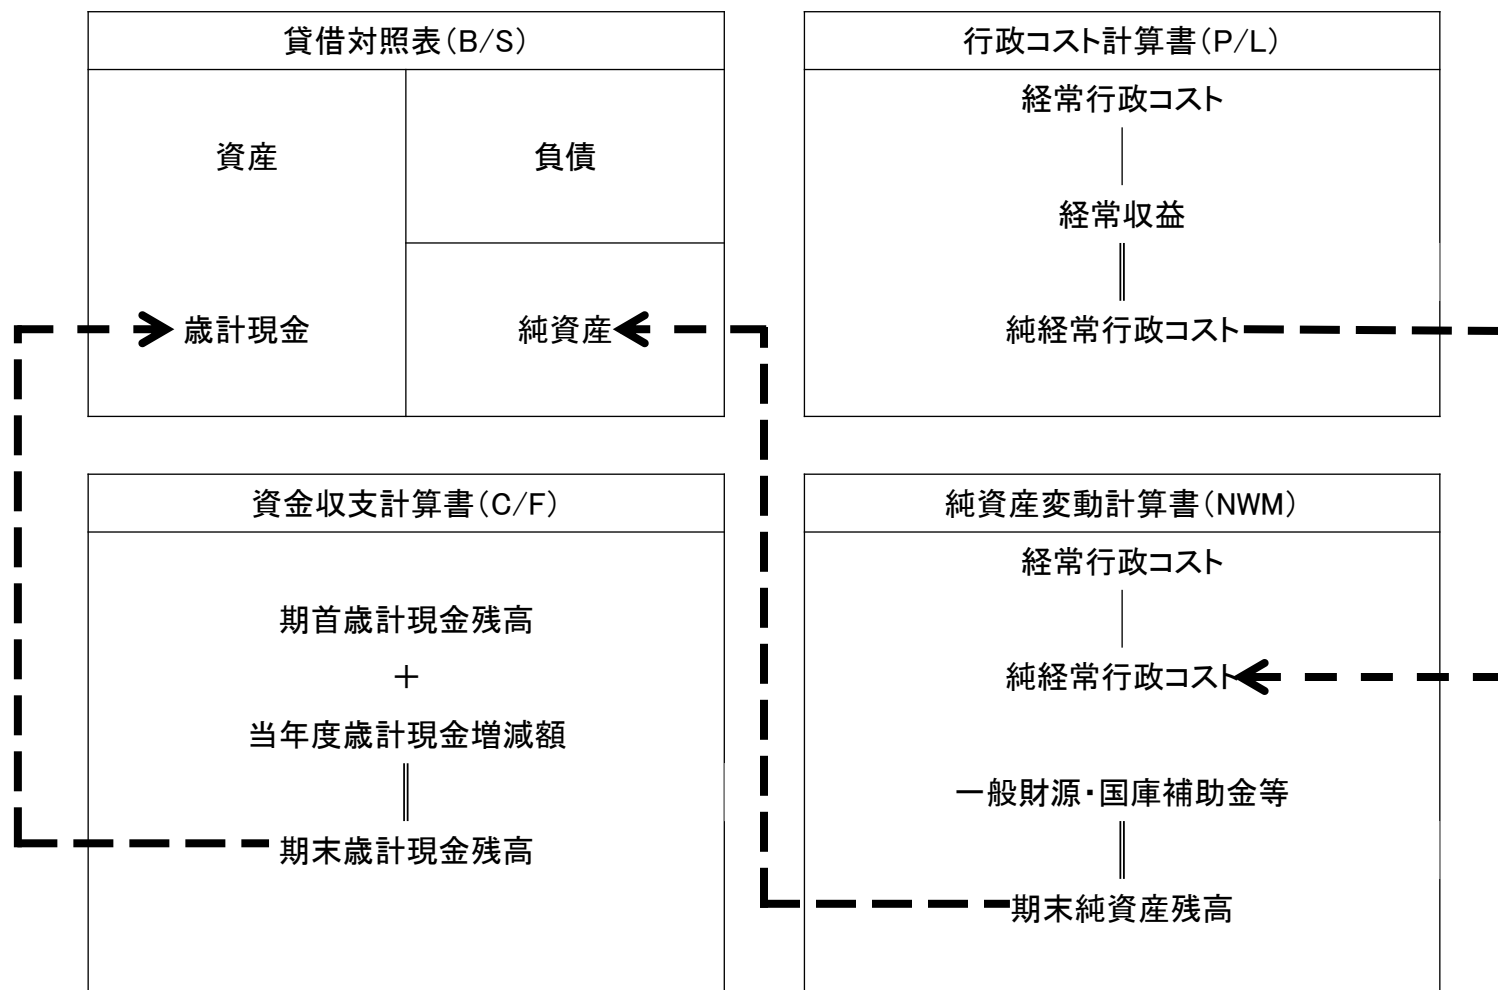 貸借対照表(B/S)
資産
負債
歳計現金
純資産
行政コスト計算書(P/L)
経常行政コスト
｜
経常収益
||
純経常行政コスト
資金収支計算書(C/F)
期首歳計現金残高
+
当年度歳計現金増減額
||
期末歳計現金残高
純資産変動計算書(NWM)
経常行政コスト
｜
純経常行政コスト
一般財源・国庫補助金等
||
期末純資産残高